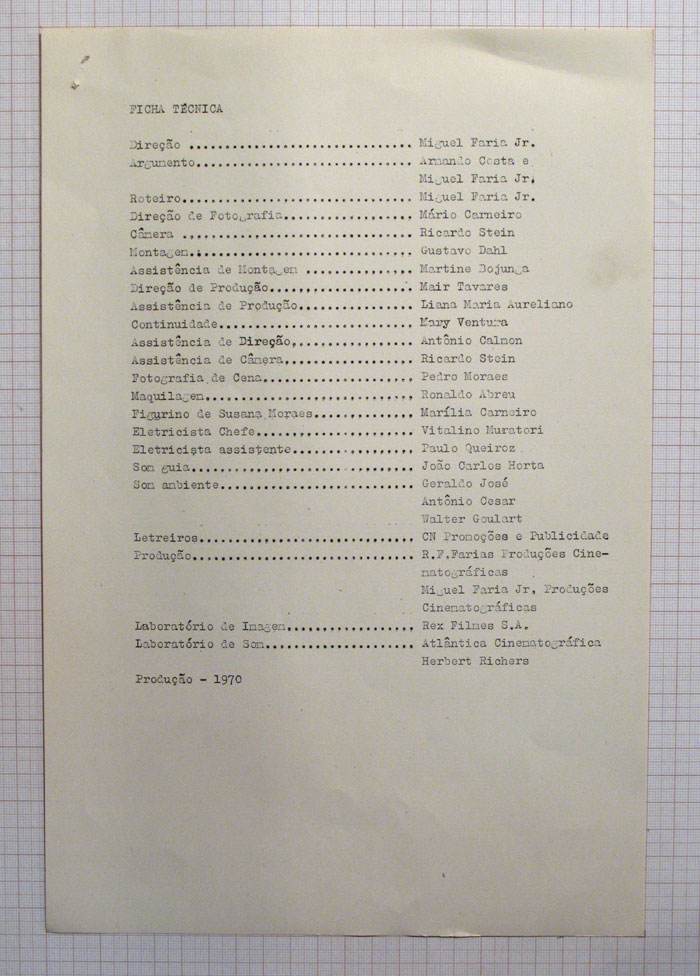 FICHA TÉCNICA
Direção ............................... Miguel Faria Jr.
Argumento.............................. Armando Costa e
Miguel Faria Jr.
Roteiro................................ Miguel Faria Jr.
Direção de Fotografia.................. Mário Carneiro
Câmera ................................ Ricardo Stein
Montagem............................... Gustavo Dahl
Assistência de Montagem ............... Martine Dojunga
Direção de Produção.................... Mair Tavares
Assistência de Produção................ Liana Maria Aureliano
Continuidade........................... Mary Ventura
Assistência de Direção................. Antônio Calmon
Assistência de Câmera.................. Ricardo Stein
Fotografia de Cena..................... Pedro Moraes
Maquilagem............................. Ronaldo Abreu
Figurino de Susana Moraes.............. Marília Carneiro
Eletricista Chefe...................... Vitalino Muratori
Eletricista assistente................. Paulo Queiroz
Som guia............................... João Carlos Horta
Som ambiente........................... Geraldo José
Antônio Cesar
Walter Goulart
Letreiros.............................. CN Promoções e Publicidade
Produção............................... R.F.Farias Produções Cine-
matográficas
Miguel Faria Jr, Produções
Cinematográficas
Laboratório de Imagem.................. Rex Filmes S.A.
Laboratório de Som..................... Atlântica Cinematográfica
Herbert Richers
Produção - 1970